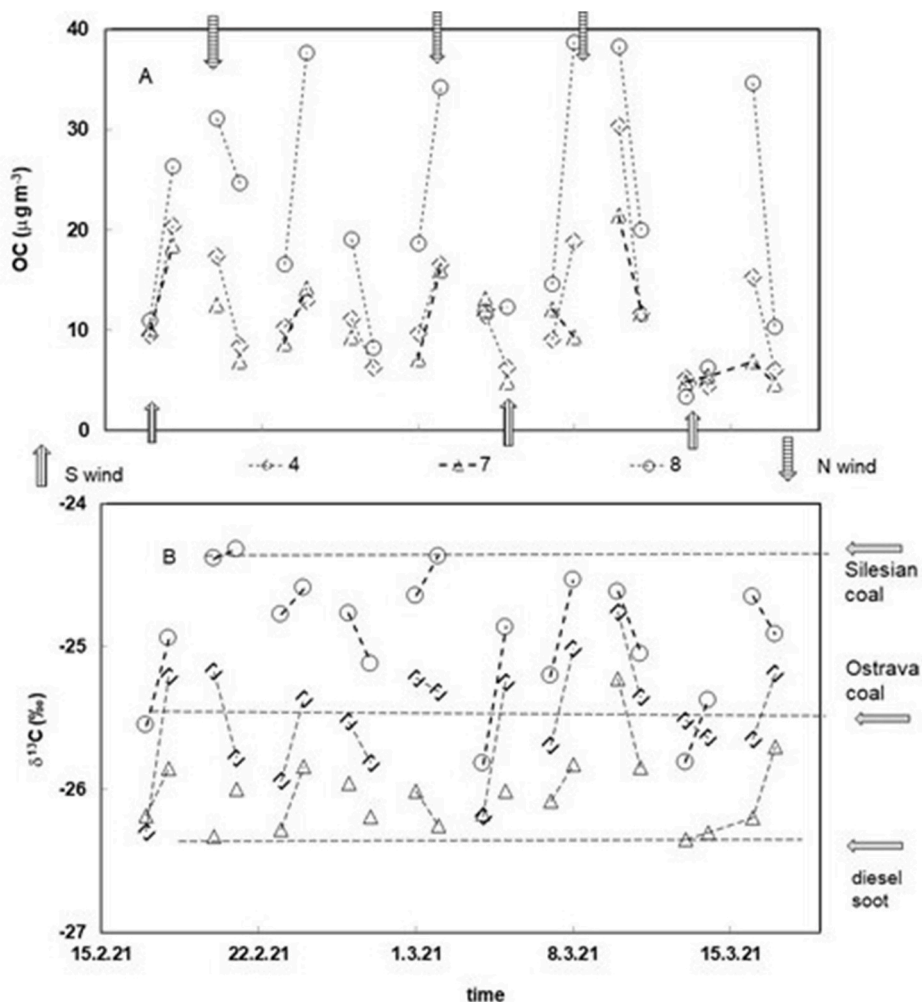 40
A
30
OC (µg m⁻³)
20
10
0
S wind
4
7
8
N wind
-24
B
Silesian
coal
-25
Ostrava
coal
δ¹³C (‰)
-26
diesel
soot
-27
15.2.21 22.2.21 1.3.21 8.3.21 15.3.21
time